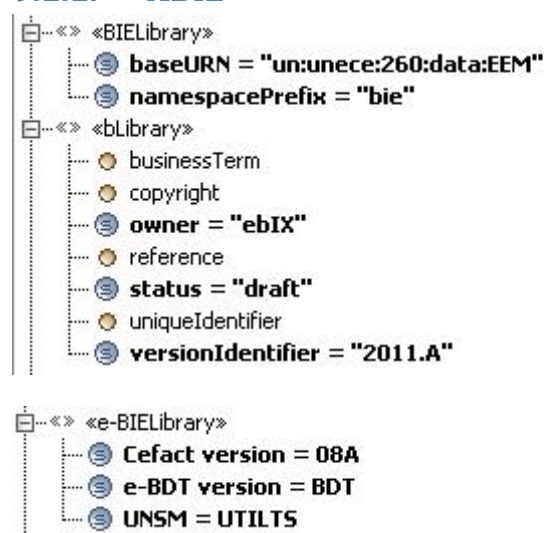 «BIELibrary»
baseURN = "un:unece:260:data:EEM"
namespacePrefix = "bie"
«bLibrary»
businessTerm
copyright
owner = "ebIX"
reference
status = "draft"
uniqueIdentifier
versionIdentifier = "2011.A"
«e-BIELibrary»
Cefact version = 08A
e-BDT version = BDT
UNSM = UTILTS